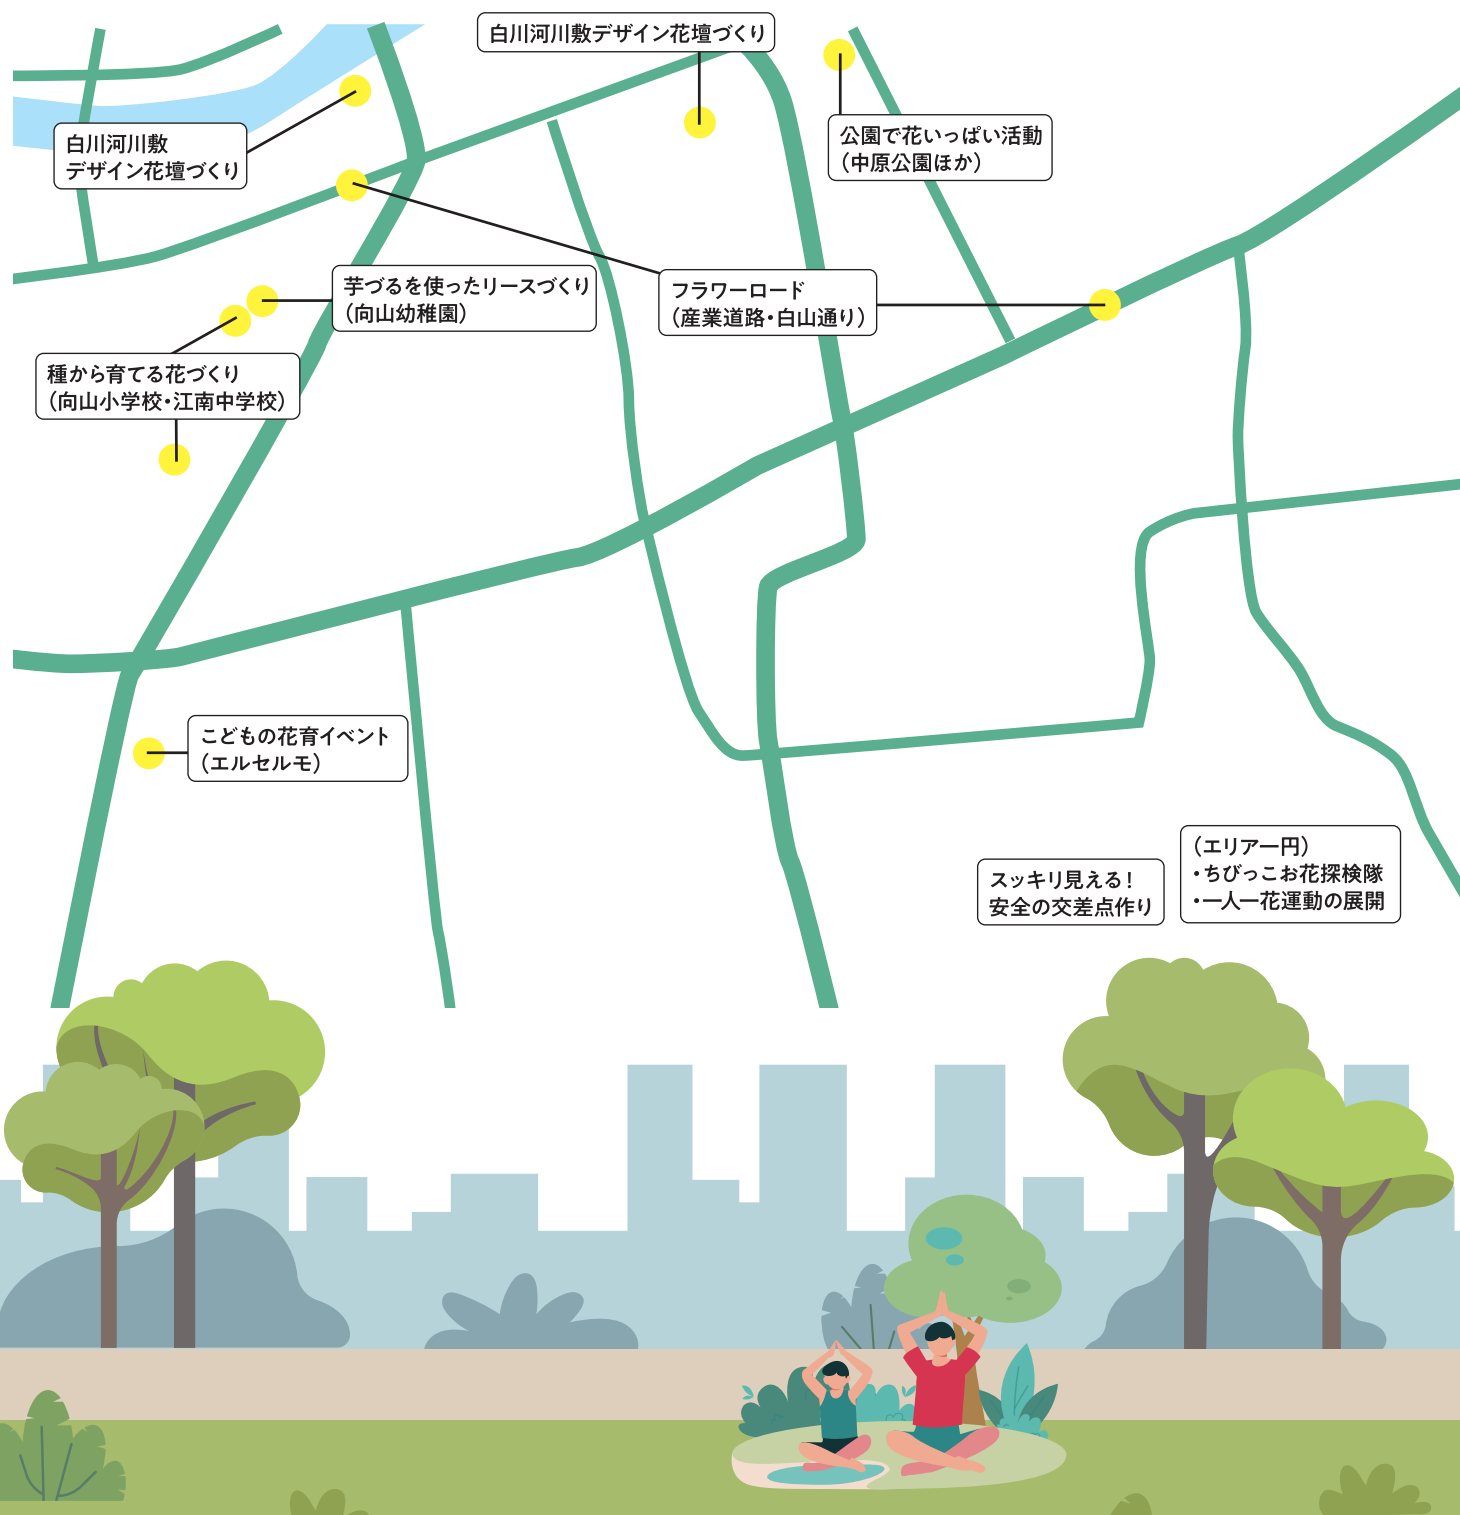 白川河川敷デザイン花壇づくり
白川河川敷
デザイン花壇づくり
公園で花いっぱい活動
（中原公園ほか）
芋づるを使ったリースづくり
（向山幼稚園）
フラワーロード
（産業道路・白山通り）
種から育てる花づくり
（向山小学校・江南中学校）
こどもの花育イベント
（エルセルモ）
スッキリ見える！
安全の交差点作り
（エリア一円）
・ちびっこお花探検隊
・一人一花運動の展開